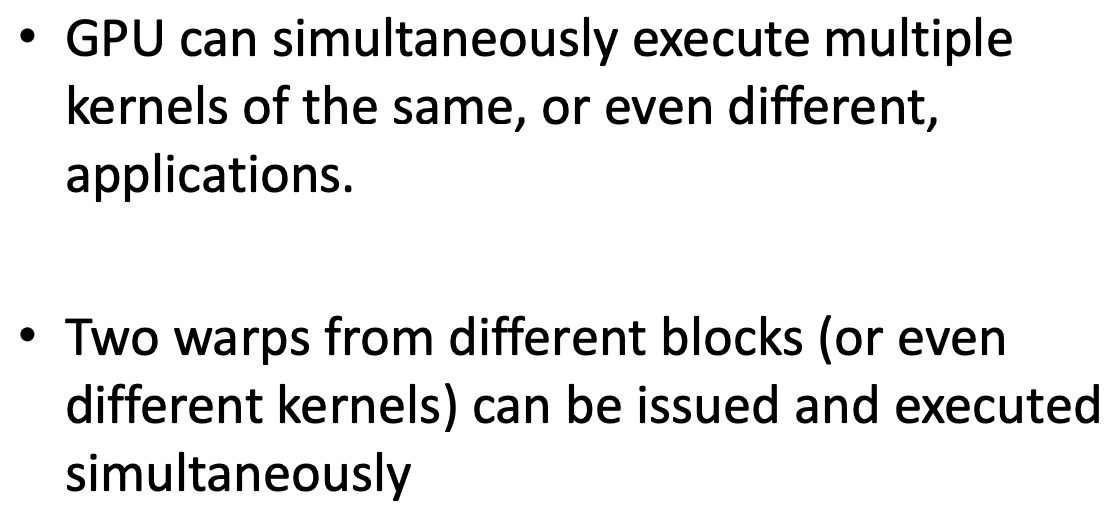 • GPU can simultaneously execute multiple
kernels of the same, or even different,
applications.
• Two warps from different blocks (or even
different kernels) can be issued and executed
simultaneously